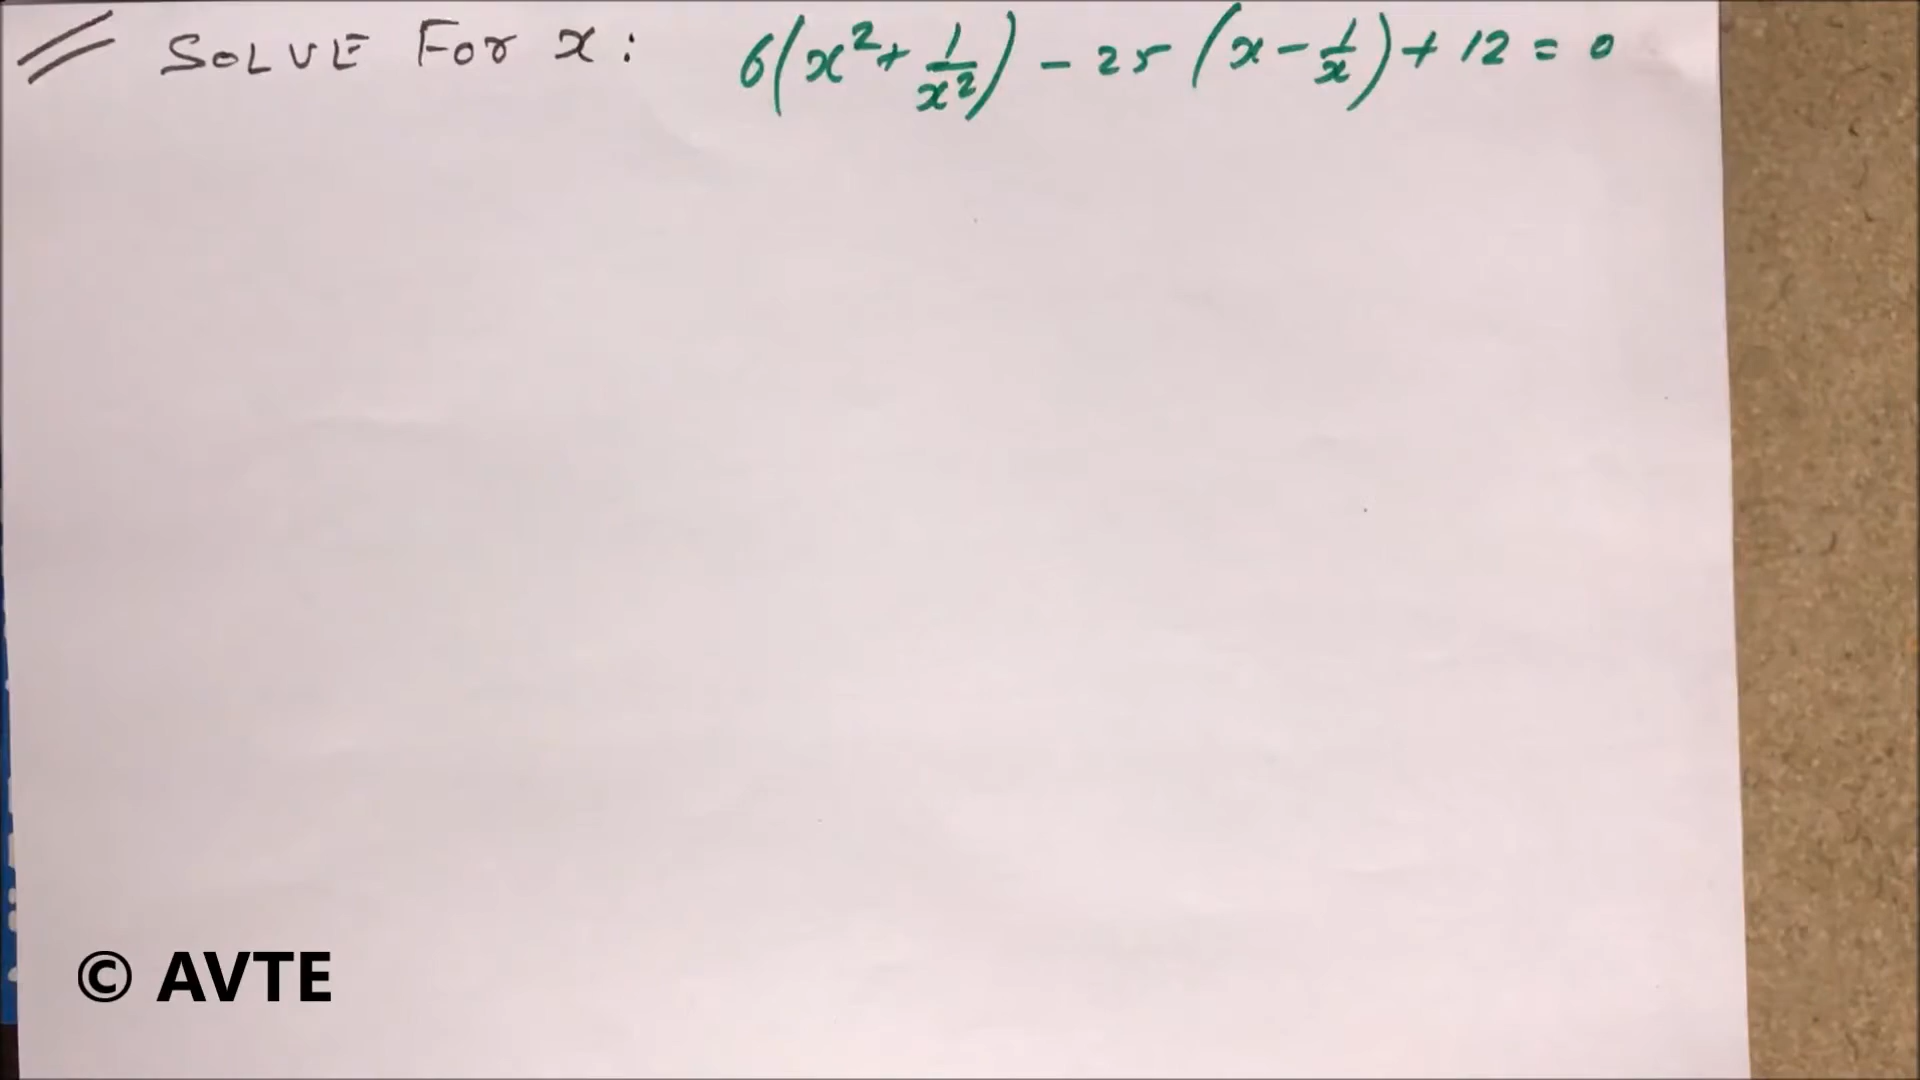 SOLVE For x: 6(x²+1/x²) - 25(x-1/x)+12=0
© AVTE